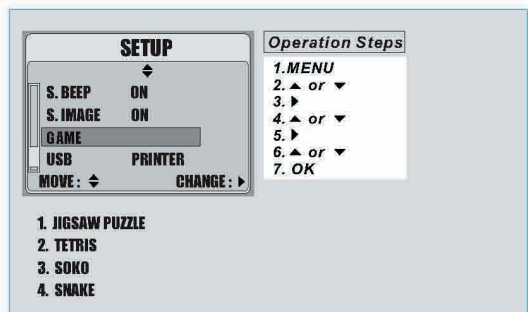 SETUP
S. BEEP ON
S. IMAGE ON
GAME
USB PRINTER
MOVE : ◆ CHANGE : ▶
Operation Steps
1.MENU
2. ▲ or ▼
3. ▶
4. ▲ or ▼
5. ▶
6. ▲ or ▼
7. OK
1. JIGSAW PUZZLE
2. TETRIS
3. SOKO
4. SNAKE